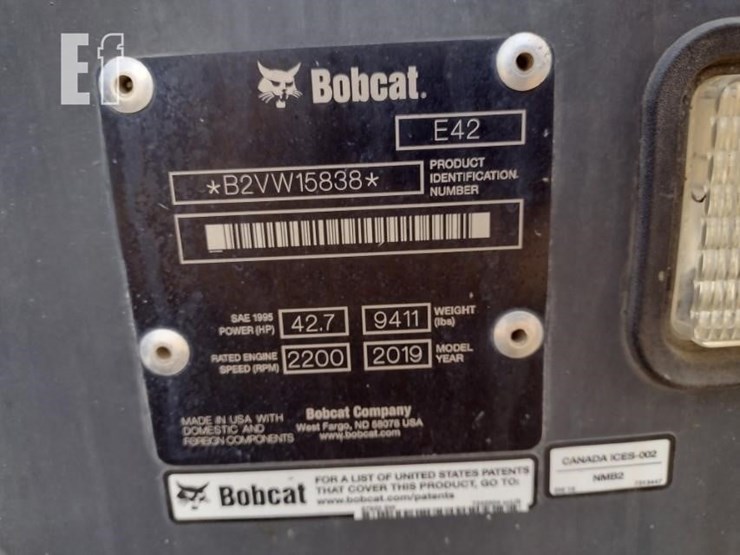 Ef
Bobcat.
E42
*B2VW15838*
PRODUCT
IDENTIFICATION
NUMBER
SAE 1995
POWER (HP)
42.7
9411
WEIGHT
(lbs)
RATED ENGINE
SPEED (RPM)
2200
2019
MODEL
YEAR
MADE IN USA WITH
DOMESTIC AND
FOREIGN COMPONENTS
Bobcat Company
West Fargo, ND 58078 USA
www.bobcat.com
Bobcat
FOR A LIST OF UNITED STATES PATENTS
THAT COVER THIS PRODUCT, GO TO:
www.bobcat.com/patents
CANADA ICES-002
NMB2